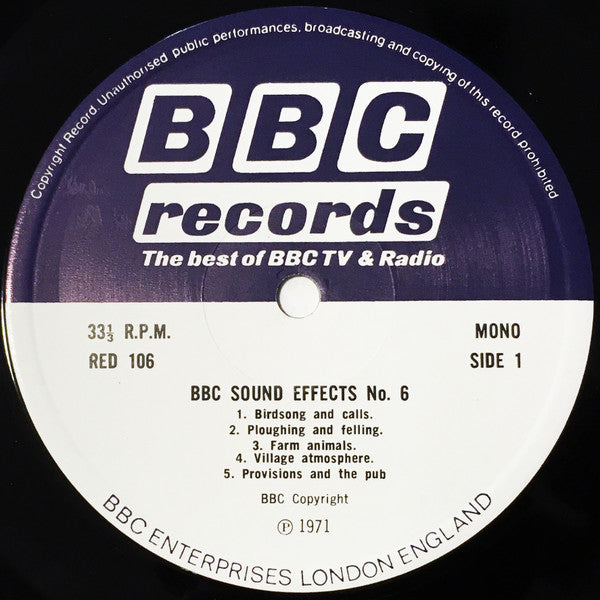 Copyright Record Unauthorised public performances, broadcasting and copying of this record prohibited
BBC
records
The best of BBC TV & Radio
33⅓ R.P.M.
MONO
RED 106
SIDE 1
BBC SOUND EFFECTS No. 6
1. Birdsong and calls.
2. Ploughing and felling.
3. Farm animals.
4. Village atmosphere.
5. Provisions and the pub
BBC Copyright
Ⓟ 1971
BBC ENTERPRISES LONDON ENGLAND